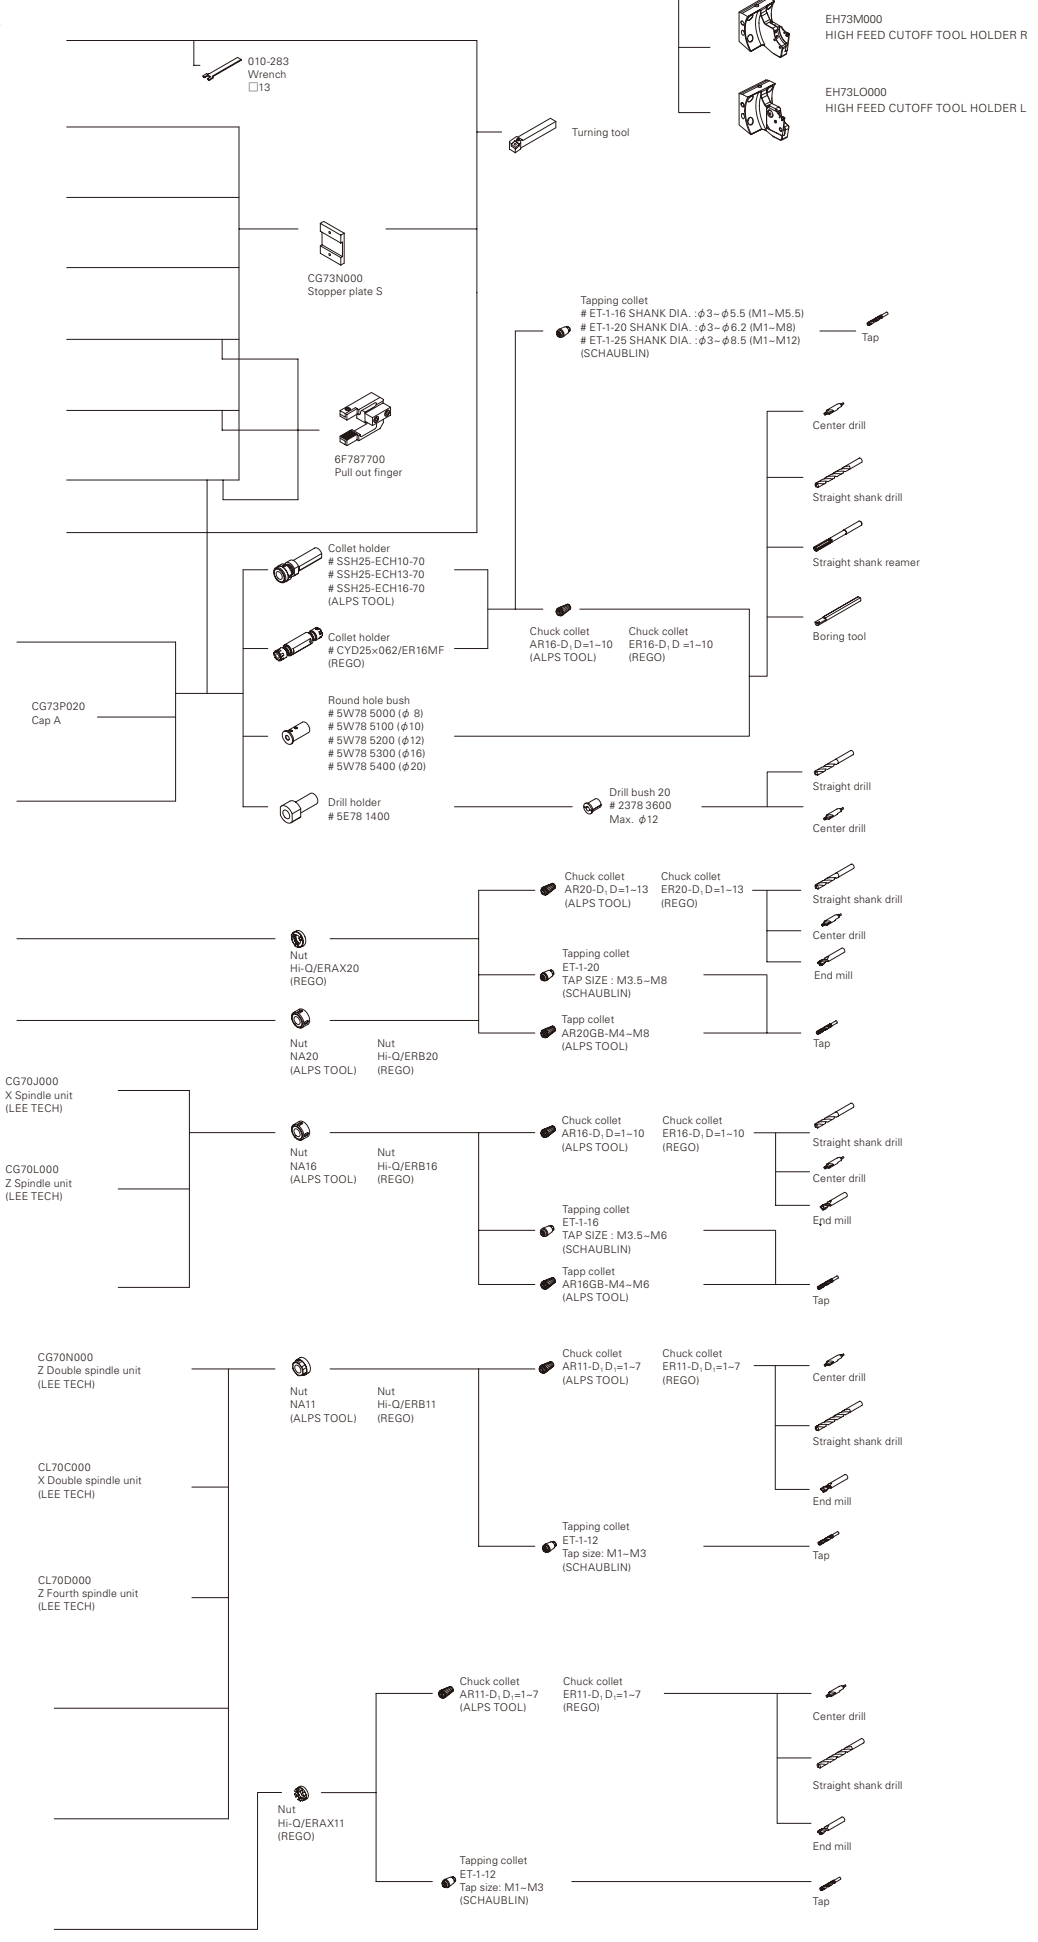 EH73M000
HIGH FEED CUTOFF TOOL HOLDER R
010-283
Wrench
□13
EH73LO000
HIGH FEED CUTOFF TOOL HOLDER L
Turning tool
CG73N000
Stopper plate S
Tapping collet
# ET-1-16 SHANK DIA. :ϕ3~ϕ5.5 (M1~M5.5)
# ET-1-20 SHANK DIA. :ϕ3~ϕ6.2 (M1~M8)
# ET-1-25 SHANK DIA. :ϕ3~ϕ8.5 (M1~M12)
(SCHAUBLIN)
Tap
6F787700
Pull out finger
Center drill
Straight shank drill
Straight shank reamer
Boring tool
Collet holder
# SSH25-ECH10-70
# SSH25-ECH13-70
# SSH25-ECH16-70
(ALPS TOOL)
Collet holder
# CYD25×062/ER16MF
(REGO)
Chuck collet
AR16-D, D=1~10
(ALPS TOOL)
Chuck collet
ER16-D, D =1~10
(REGO)
CG73P020
Cap A
Round hole bush
# 5W78 5000 (ϕ 8)
# 5W78 5100 (ϕ10)
# 5W78 5200 (ϕ12)
# 5W78 5300 (ϕ16)
# 5W78 5400 (ϕ20)
Drill holder
# 5E78 1400
Drill bush 20
# 2378 3600
Max. ϕ12
Straight drill
Center drill
Chuck collet
AR20-D, D=1~13
(ALPS TOOL)
Chuck collet
ER20-D, D=1~13
(REGO)
Straight shank drill
Center drill
End mill
Nut
Hi-Q/ERAX20
(REGO)
Tapping collet
ET-1-20
TAP SIZE : M3.5~M8
(SCHAUBLIN)
Tapp collet
AR20GB-M4~M8
(ALPS TOOL)
Tap
Nut
NA20
(ALPS TOOL)
Nut
Hi-Q/ERB20
(REGO)
CG70J000
X Spindle unit
(LEE TECH)
CG70L000
Z Spindle unit
(LEE TECH)
Nut
NA16
(ALPS TOOL)
Nut
Hi-Q/ERB16
(REGO)
Chuck collet
AR16-D, D=1~10
(ALPS TOOL)
Chuck collet
ER16-D, D=1~10
(REGO)
Straight shank drill
Center drill
End mill
Tapping collet
ET-1-16
TAP SIZE : M3.5~M6
(SCHAUBLIN)
Tapp collet
AR16GB-M4~M6
(ALPS TOOL)
Tap
CG70N000
Z Double spindle unit
(LEE TECH)
Nut
NA11
(ALPS TOOL)
Nut
Hi-Q/ERB11
(REGO)
Chuck collet
AR11-D, D₁=1~7
(ALPS TOOL)
Chuck collet
ER11-D, D₁=1~7
(REGO)
Center drill
Straight shank drill
End mill
CL70C000
X Double spindle unit
(LEE TECH)
Tapping collet
ET-1-12
Tap size: M1~M3
(SCHAUBLIN)
Tap
CL70D000
Z Fourth spindle unit
(LEE TECH)
Chuck collet
AR11-D, D₁=1~7
(ALPS TOOL)
Chuck collet
ER11-D, D₁=1~7
(REGO)
Center drill
Straight shank drill
End mill
Nut
Hi-Q/ERAX11
(REGO)
Tapping collet
ET-1-12
Tap size: M1~M3
(SCHAUBLIN)
Tap